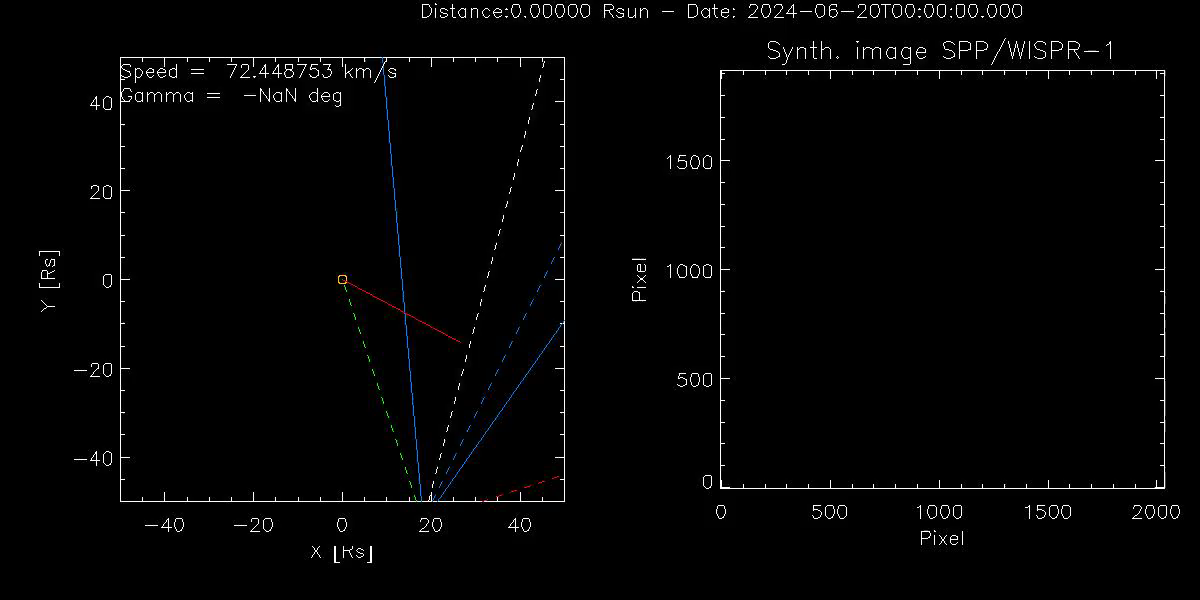 Distance:0.00000 Rsun − Date: 2024−06−20T00:00:00.000
Synth. image SPP/WISPR−1
Speed = 72.448753 km/s
Gamma = −NaN deg
40
20
0
−20
−40
Y [Rs]
−40 −20 0 20 40
X [Rs]
1500
1000
500
0
Pixel
0 500 1000 1500 2000
Pixel